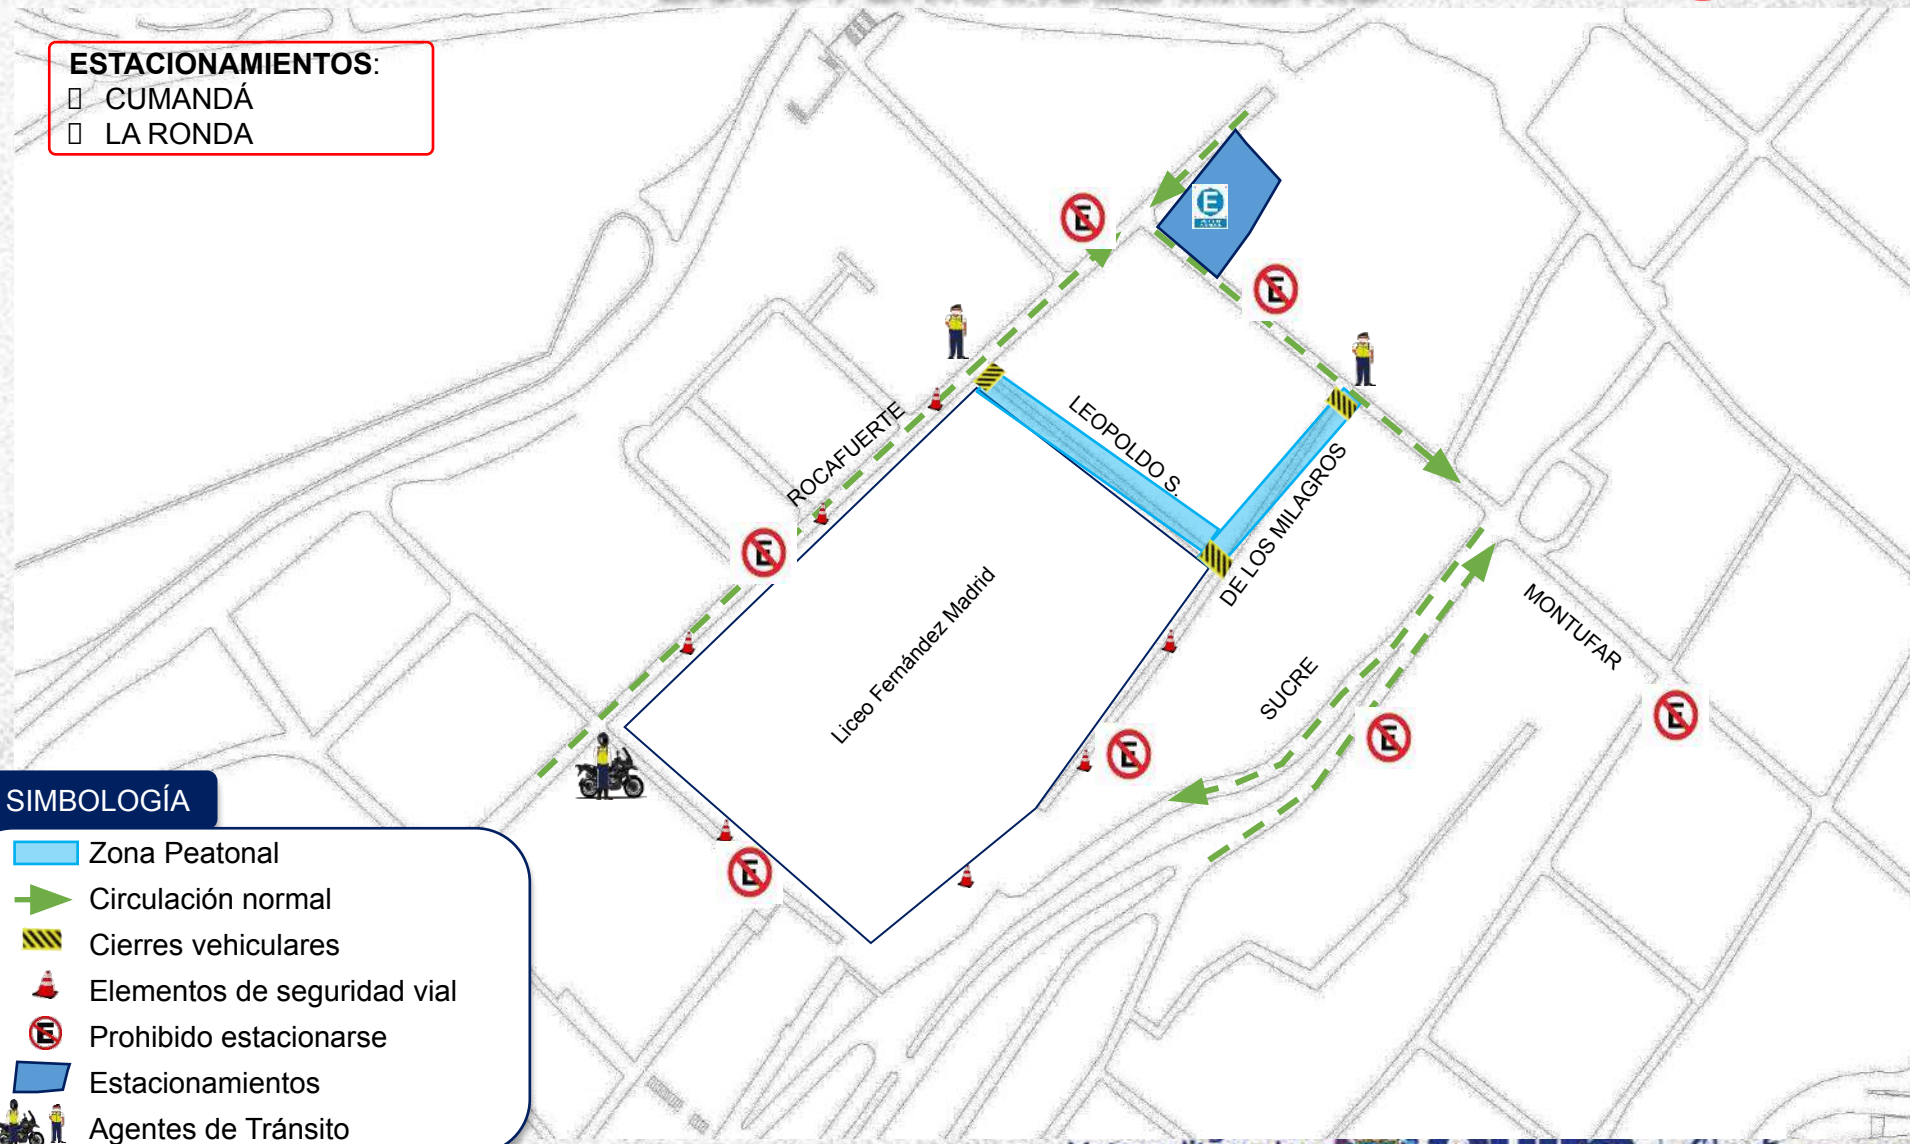 ESTACIONAMIENTOS:
CUMANDÁ
LA RONDA
E
E
E
E
ROCAFUERTE
LEOPOLDO S.
DE LOS MILAGROS
E
Liceo Fernández Madrid
MONTUFAR
SUCRE
E
E
E
E
SIMBOLOGÍA
Zona Peatonal
Circulación normal
Cierres vehiculares
Elementos de seguridad vial
E
Prohibido estacionarse
Estacionamientos
Agentes de Tránsito